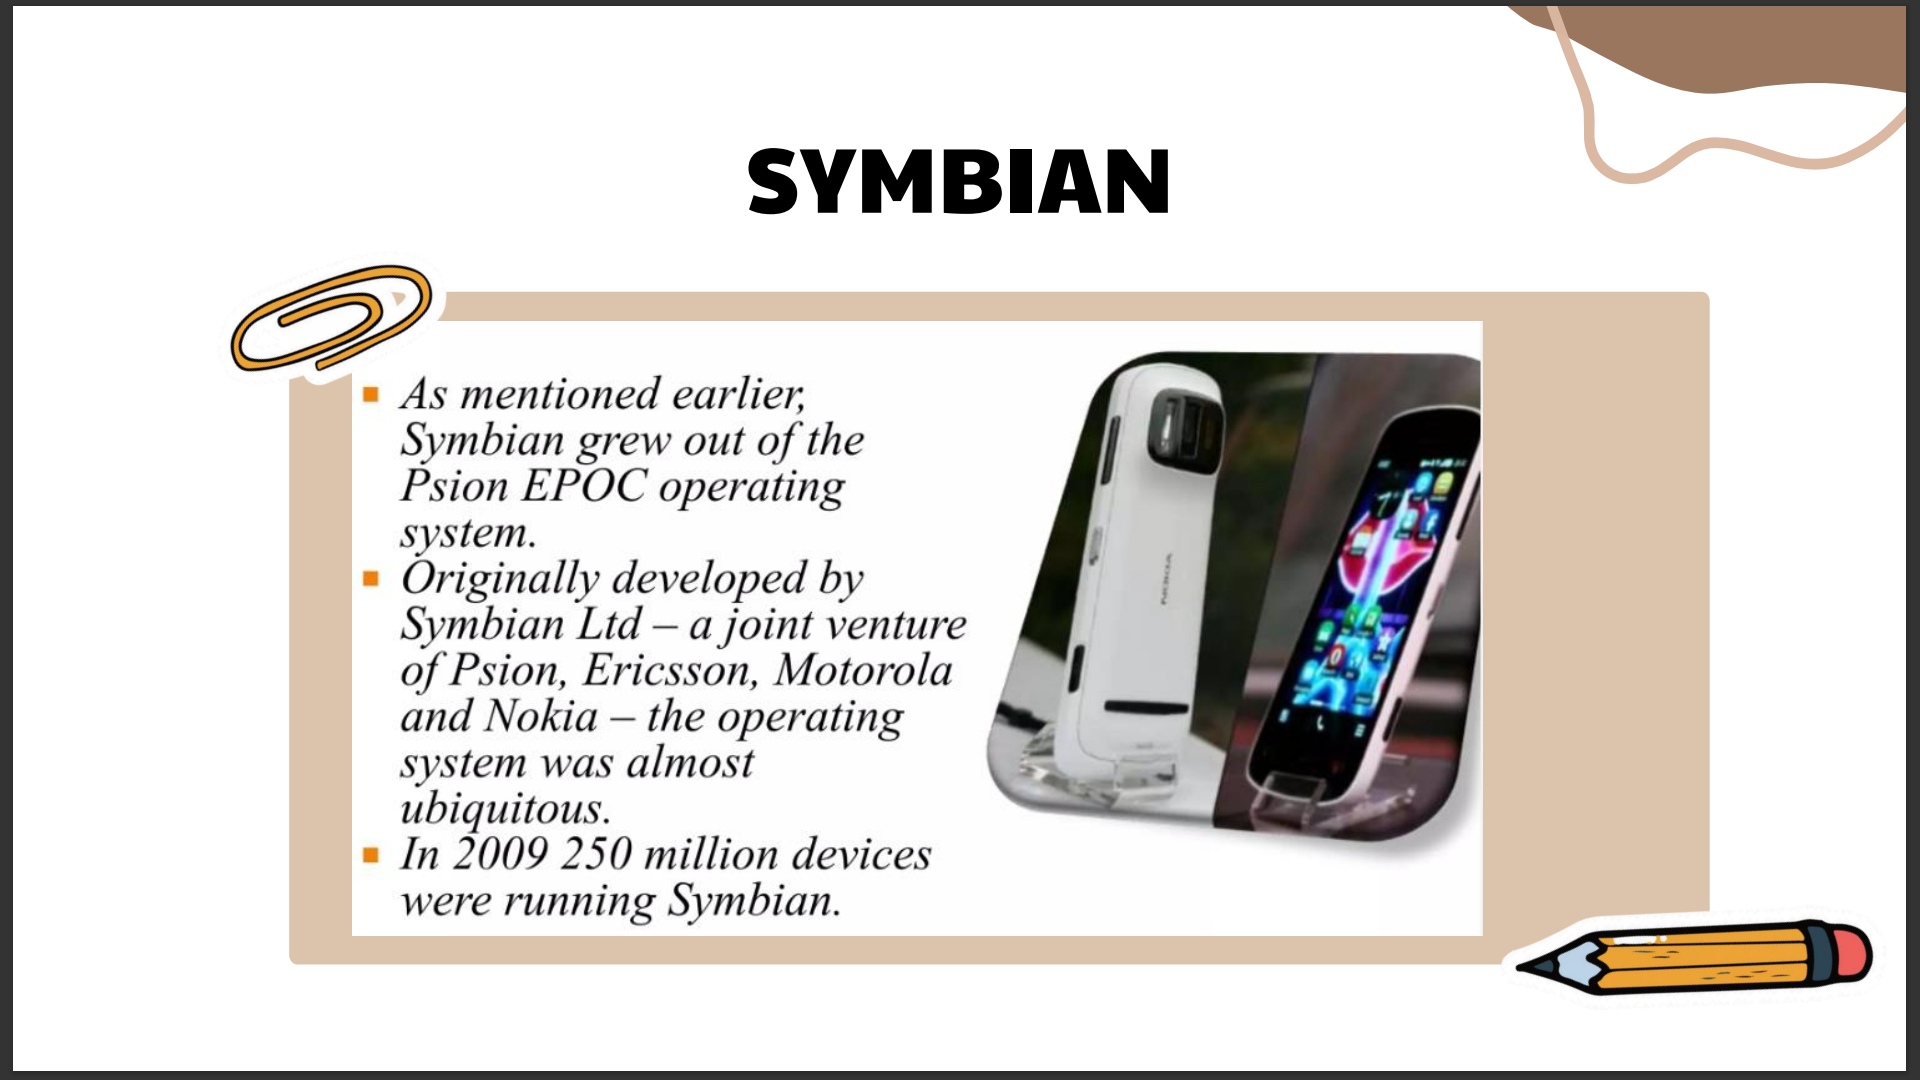 SYMBIAN
As mentioned earlier,
Symbian grew out of the
Psion EPOC operating
system.
Originally developed by
Symbian Ltd – a joint venture
of Psion, Ericsson, Motorola
and Nokia – the operating
system was almost
ubiquitous.
In 2009 250 million devices
were running Symbian.
NOKIA